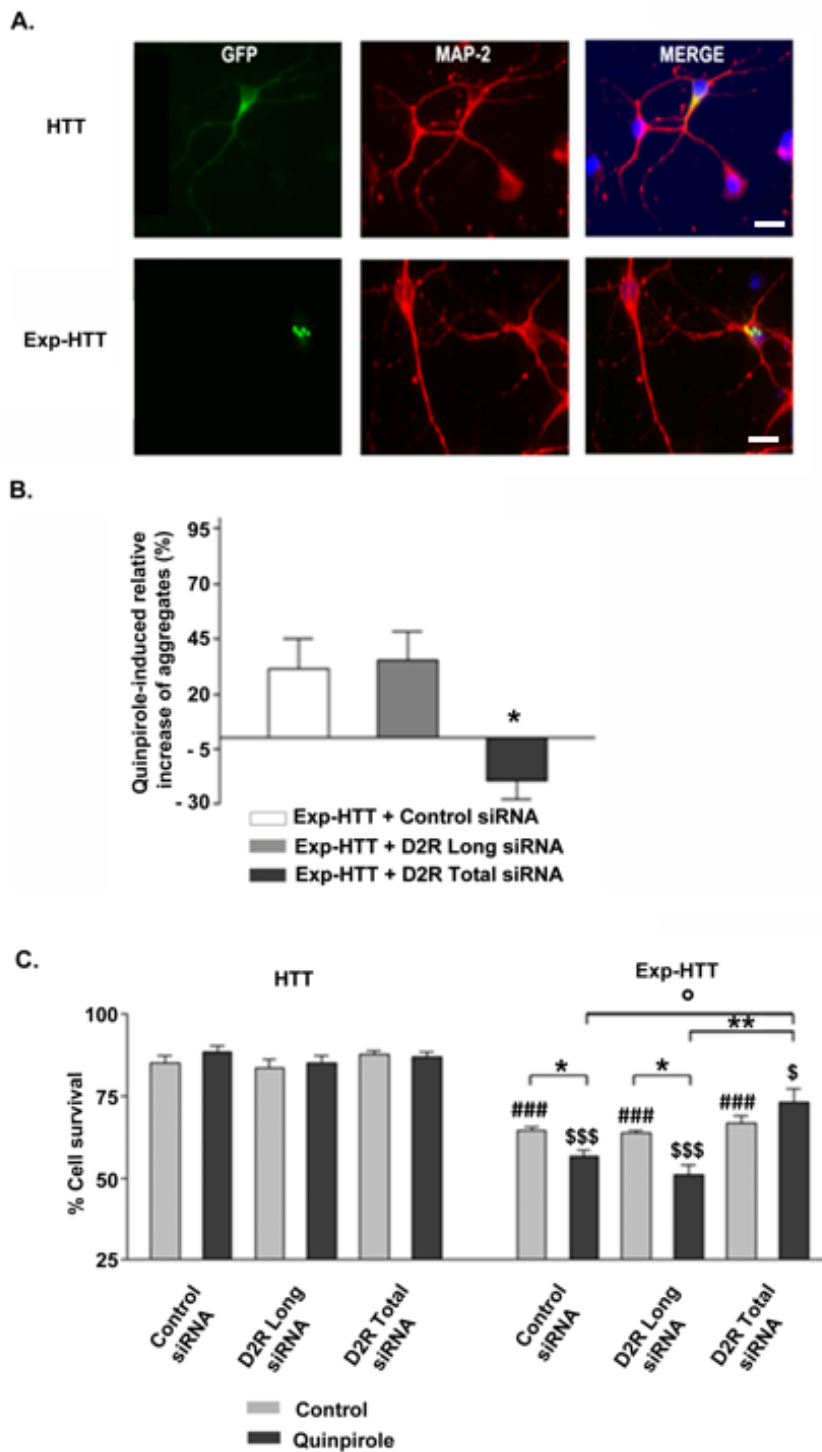 A.
GFP MAP-2 MERGE
HTT
Exp-HTT
B.
Quinpirole-induced relative
increase of aggregates (%)
95
70
45
20
- 5
- 30
*
Exp-HTT + Control siRNA
Exp-HTT + D2R Long siRNA
Exp-HTT + D2R Total siRNA
C.
HTT
Exp-HTT
% Cell survival
100
75
50
25
°
**
* *
### $$$ ### $$$ ### $
Control
siRNA
D2R Long
siRNA
D2R Total
siRNA
Control
siRNA
D2R Long
siRNA
D2R Total
siRNA
Control
Quinpirole